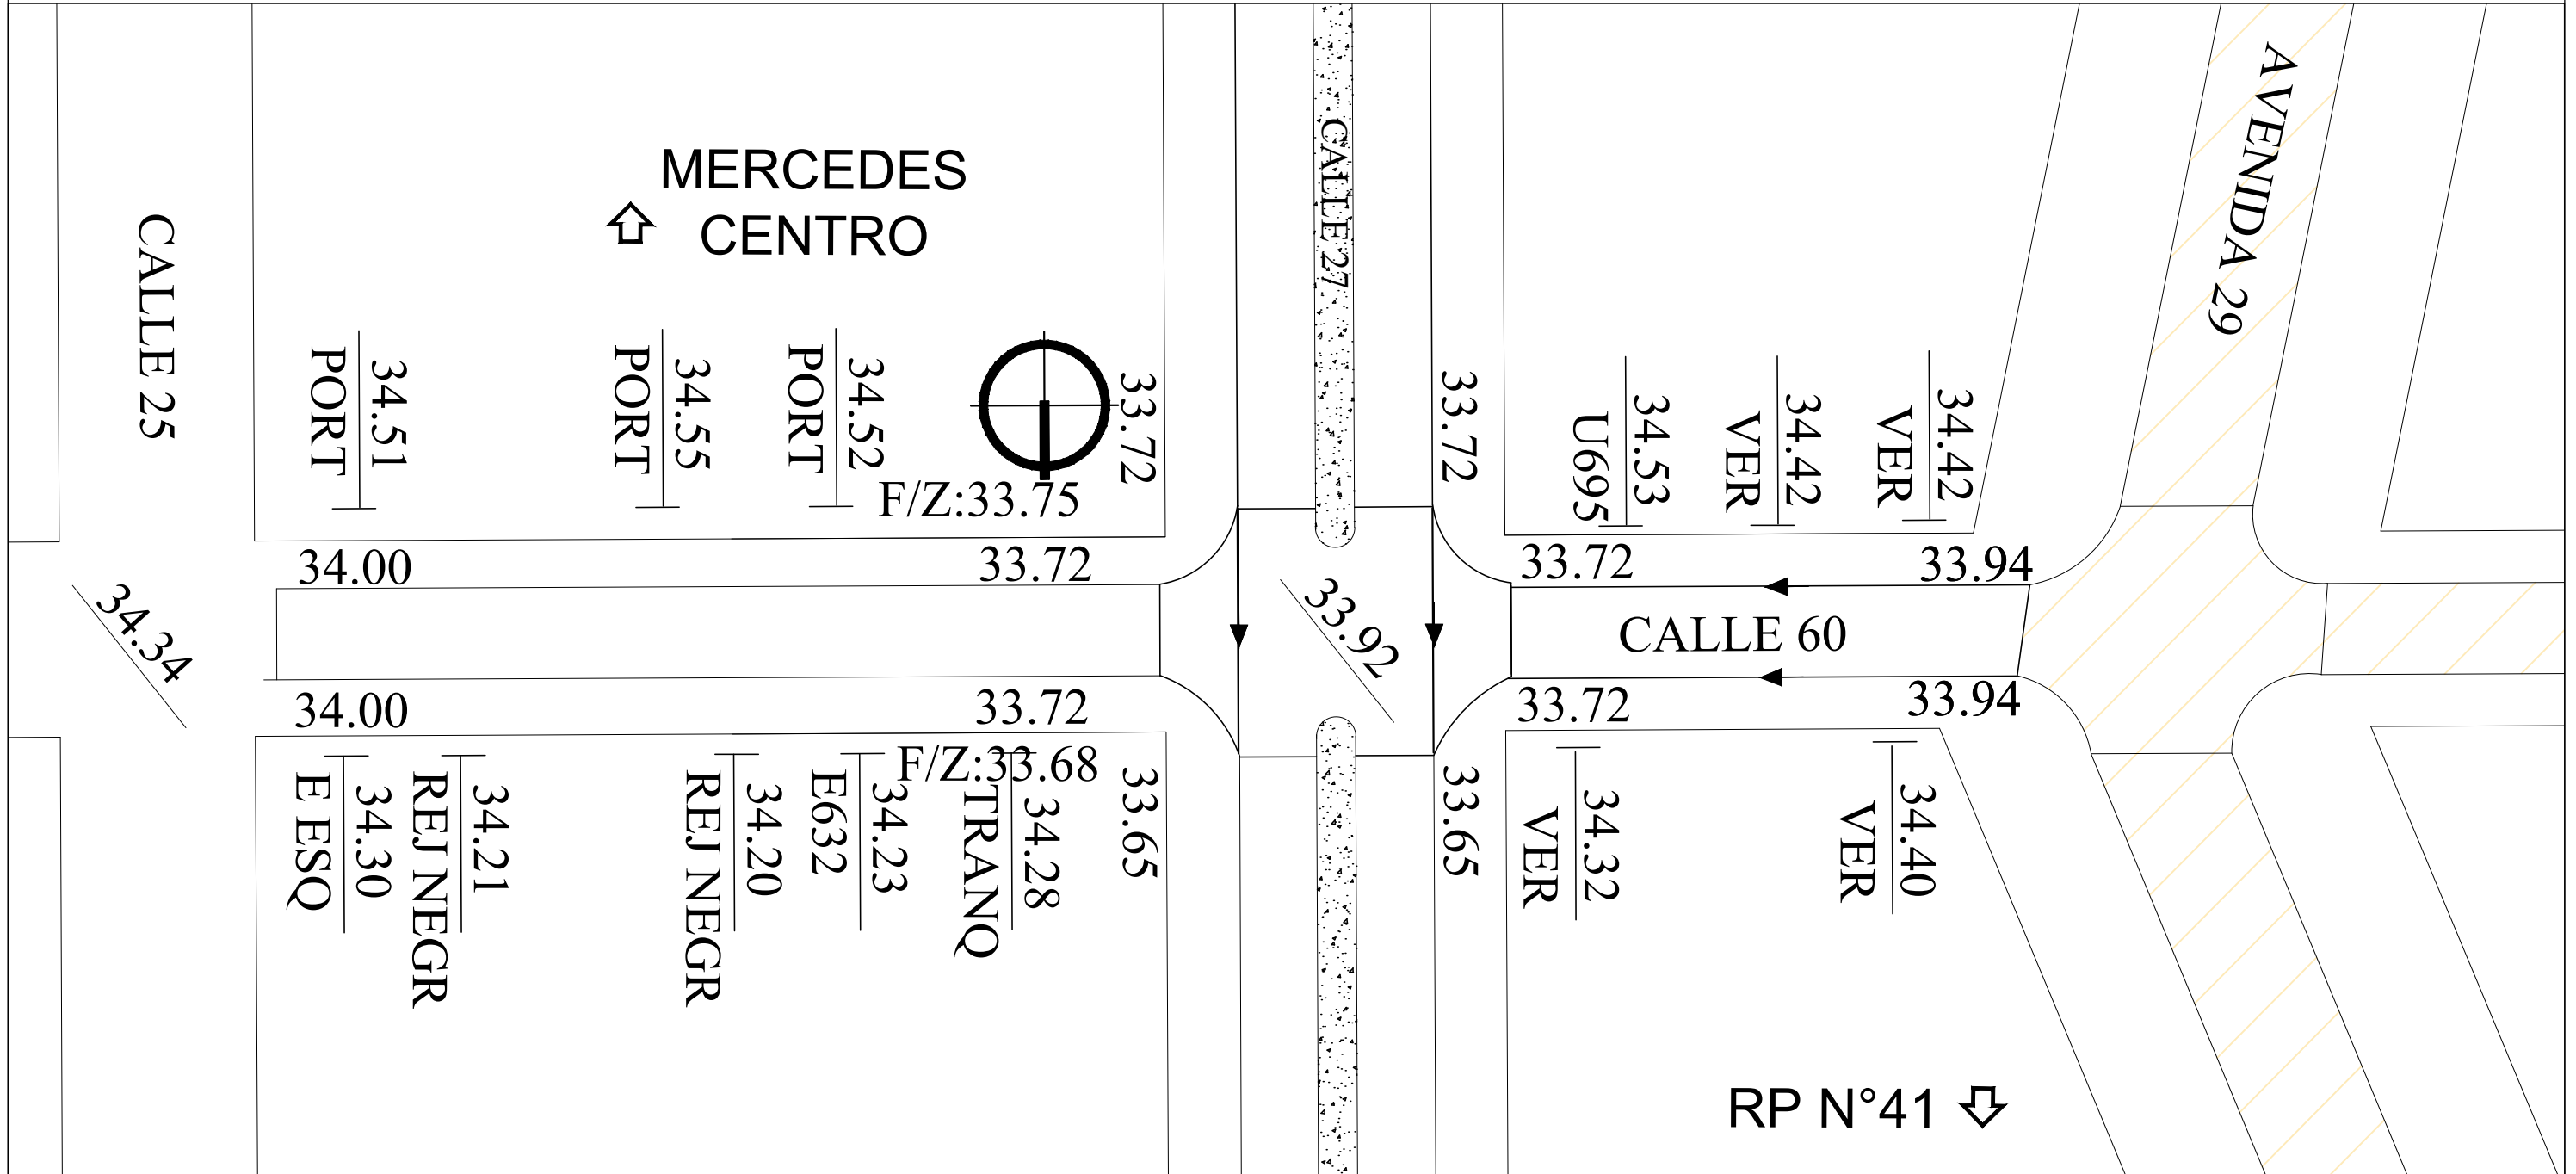 MERCEDES
CENTRO
CALLE 25
CALLE 27
AVENIDA 29
34.51
PORT
34.55
PORT
34.52
PORT
33.72
33.72
34.53
U695
34.42
VER
34.42
VER
F/Z:33.75
34.00
33.72
33.72
33.94
34.34
33.92
CALLE 60
34.00
33.72
33.72
33.94
F/Z:33.68
34.30
E ESQ
34.21
REJ NEGR
34.20
REJ NEGR
34.23
E632
34.28
TRANQ
33.65
33.65
34.32
VER
34.40
VER
RP N°41